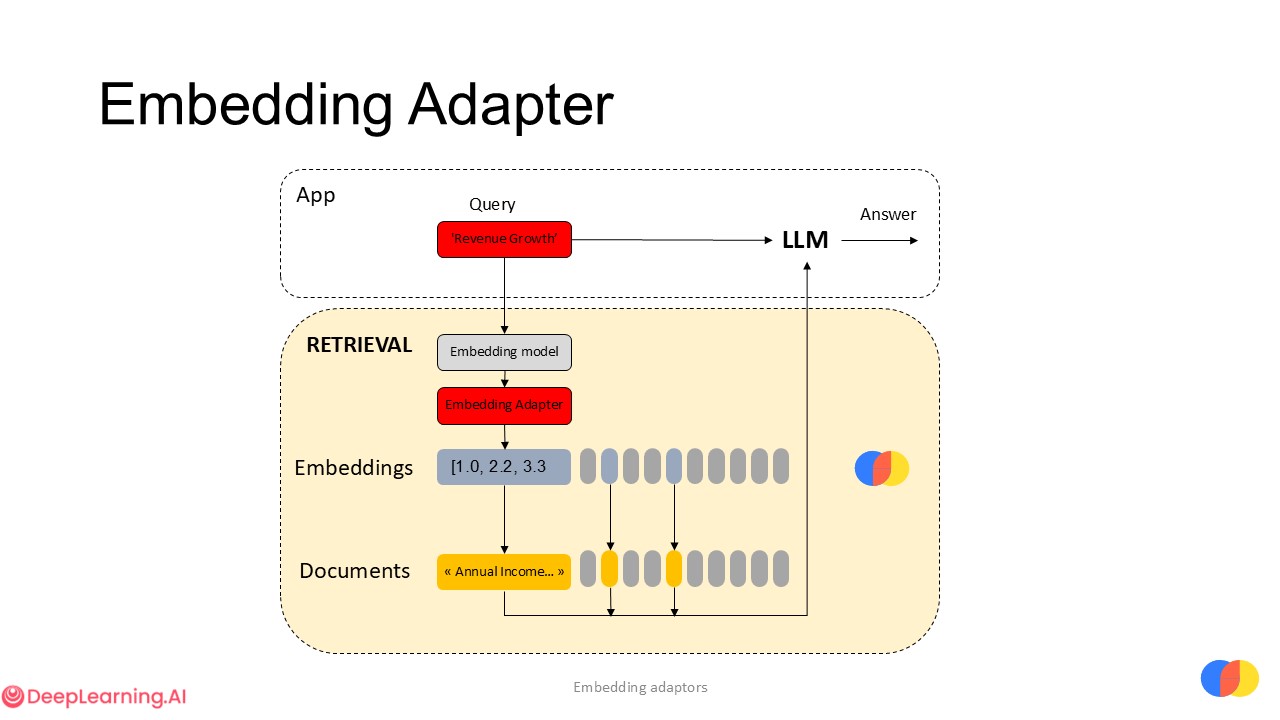 Embedding Adapter
App
Query
'Revenue Growth'
LLM
Answer
RETRIEVAL
Embedding model
Embedding Adapter
Embeddings
[1.0, 2.2, 3.3
Documents
« Annual Income... »
DeepLearning.AI
Embedding adaptors